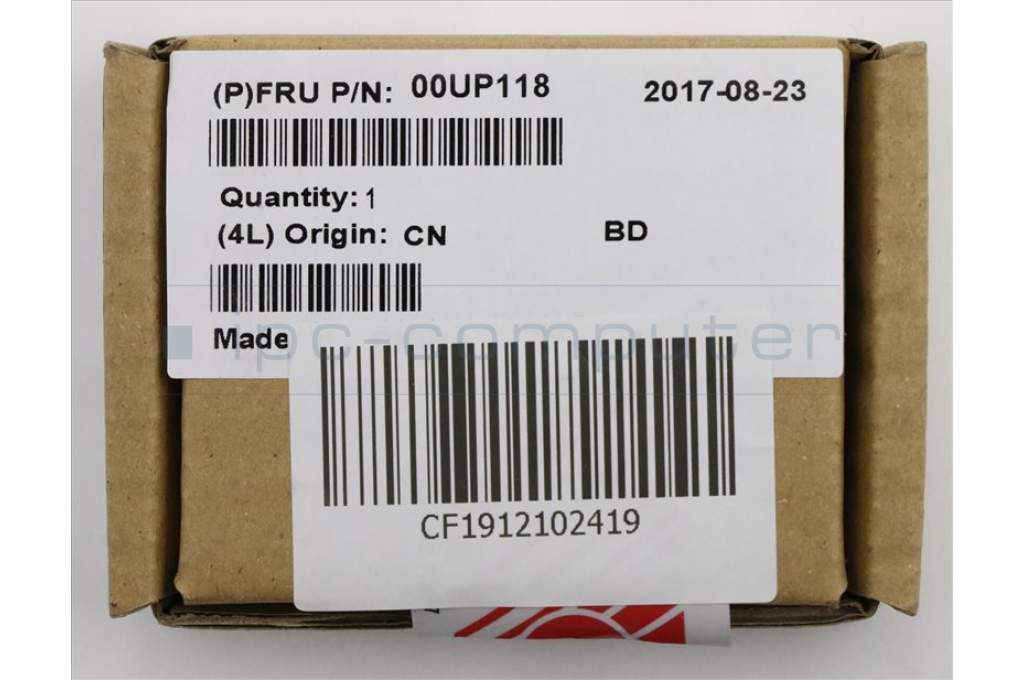 (P)FRU P/N: 00UP118 2017-08-23
Quantity: 1
(4L) Origin: CN BD
Made
ipc-computer
CF1912102419